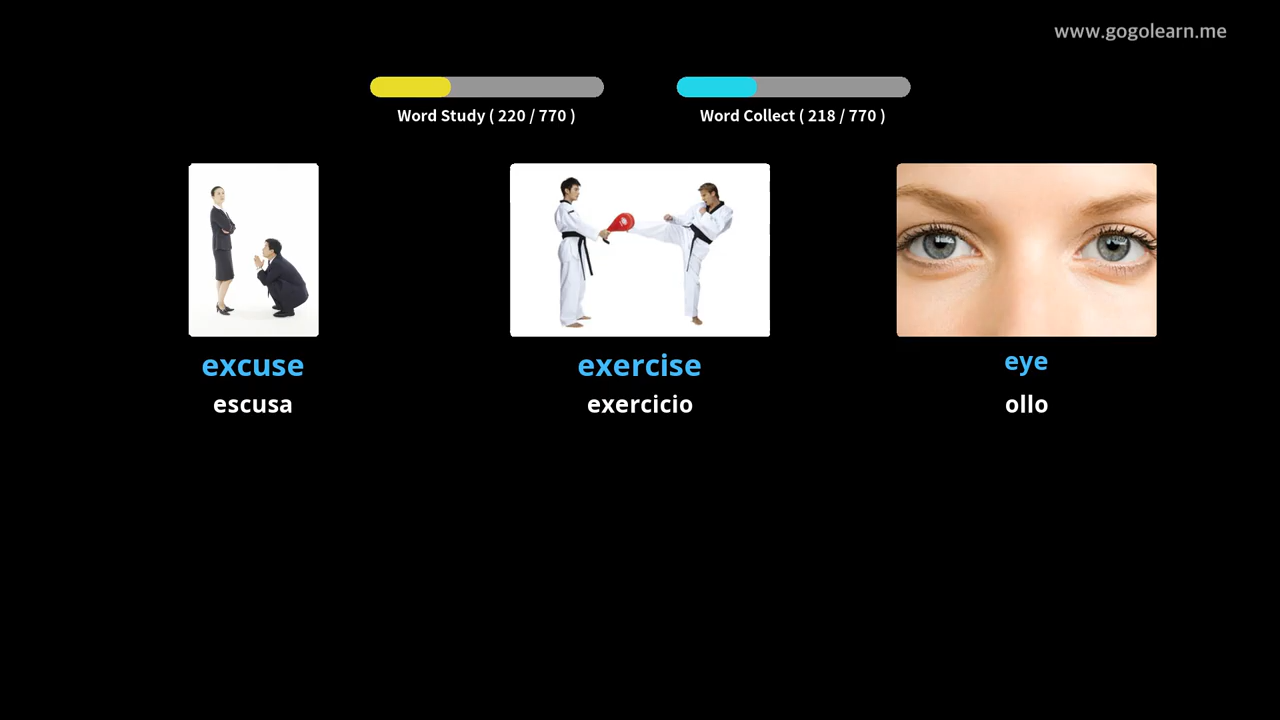 www.gogolearn.me
Word Study ( 220 / 770 )
Word Collect ( 218 / 770 )
excuse
escusa
exercise
exercicio
eye
ollo